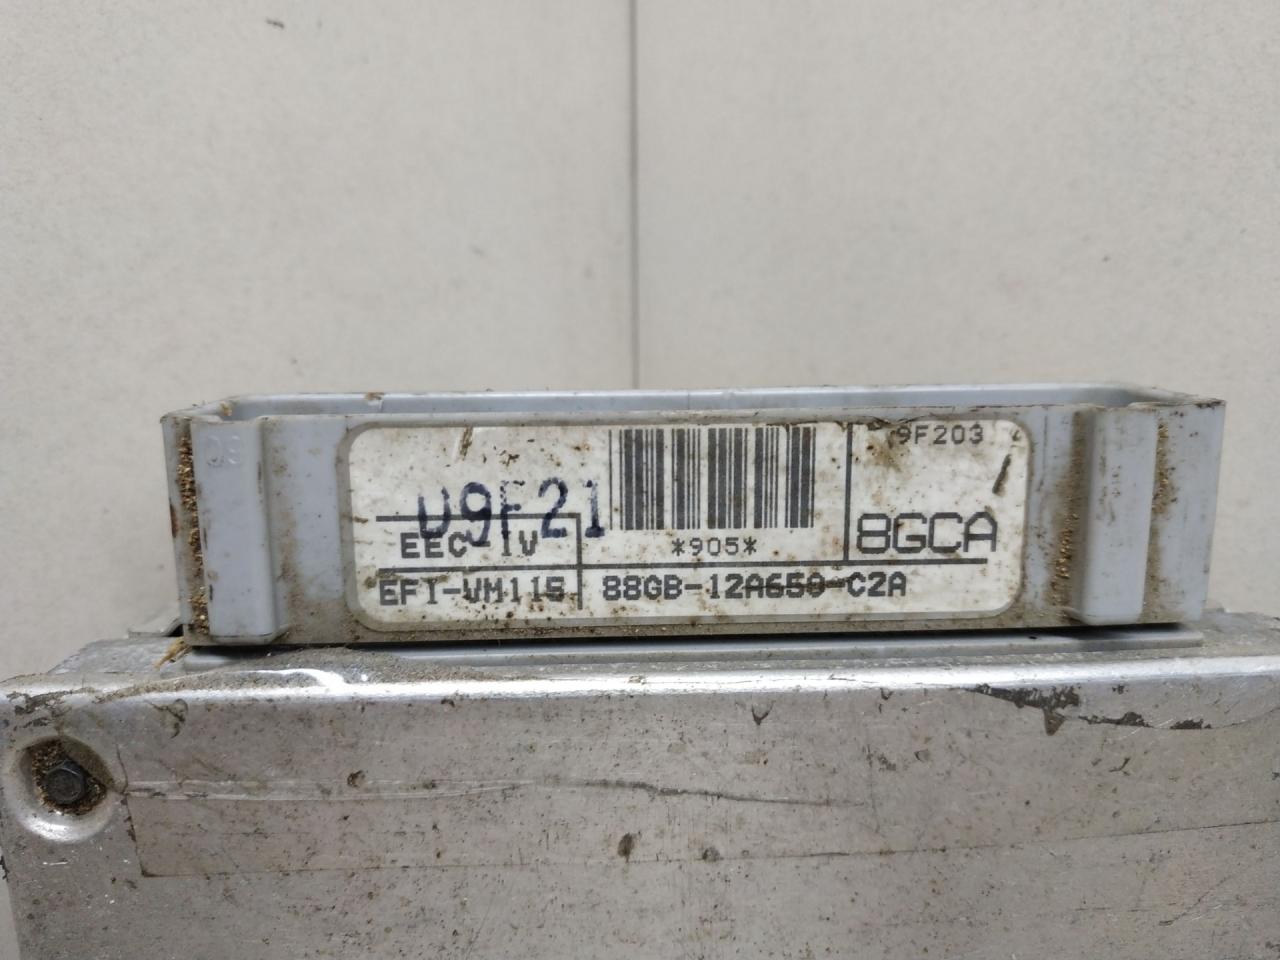 9F203
U9F21
EEC-IV
*905*
8GCA
EFI-VM115
88GB-12A650-C2A